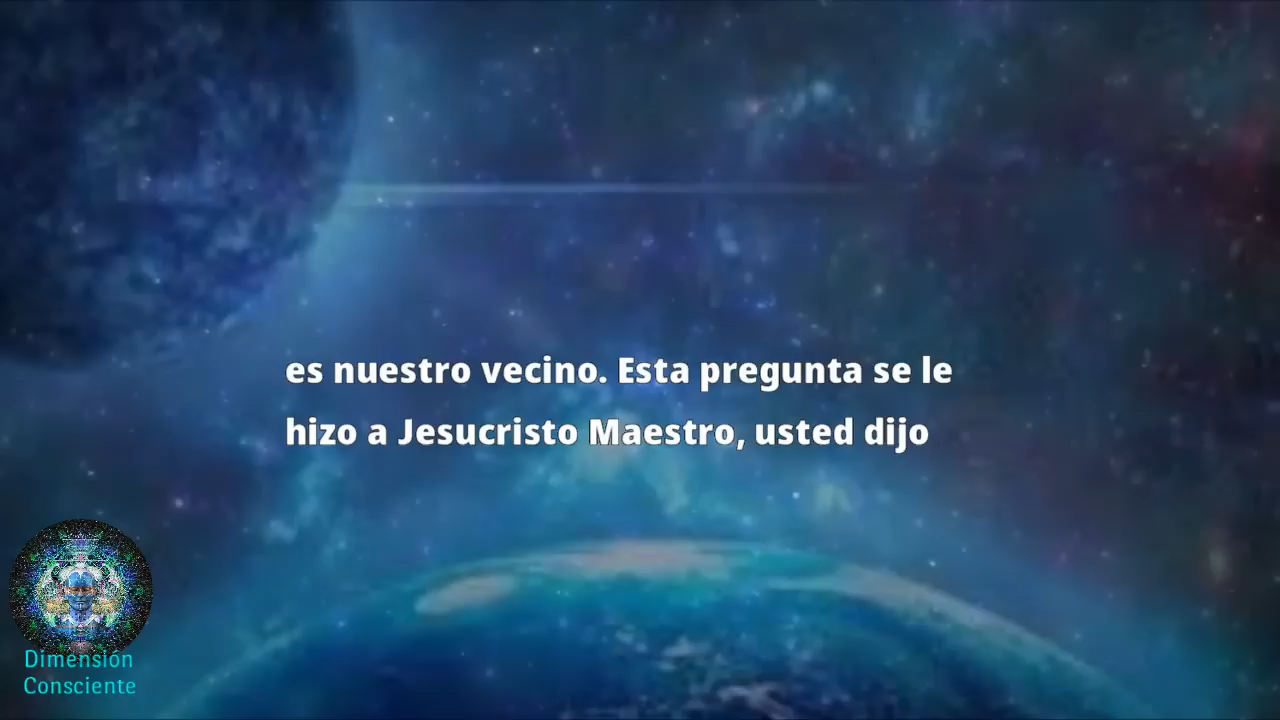 es nuestro vecino. Esta pregunta se le
hizo a Jesucristo Maestro, usted dijo
Dimensión
Consciente